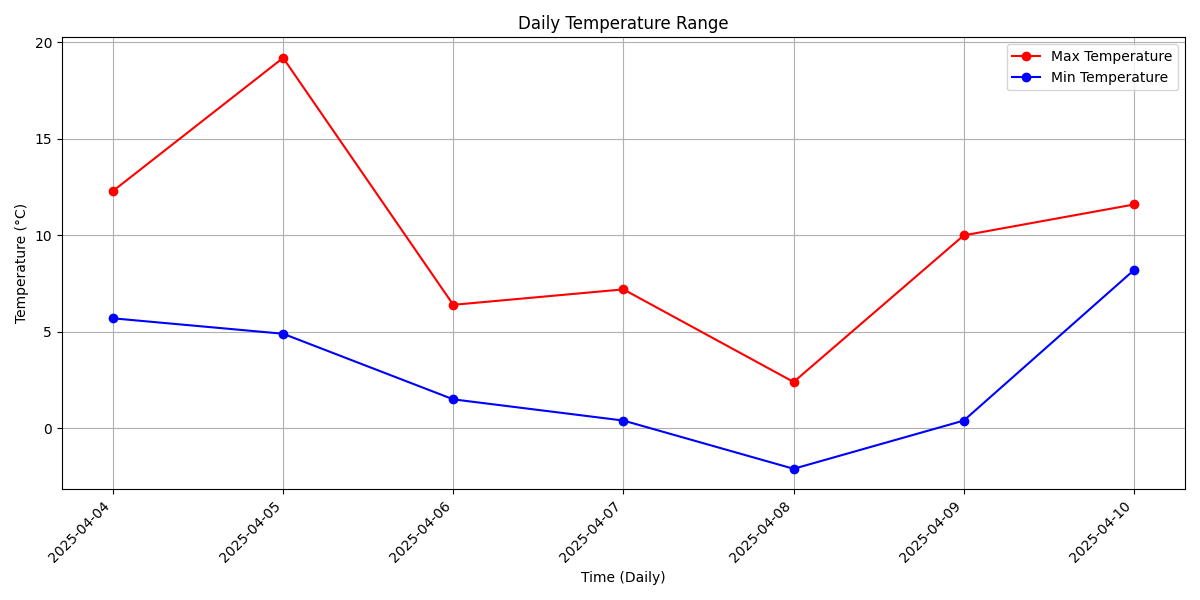 Daily Temperature Range
Max Temperature
Min Temperature
Temperature (°C)
20
15
10
5
0
2025-04-04
2025-04-05
2025-04-06
2025-04-07
2025-04-08
2025-04-09
2025-04-10
Time (Daily)